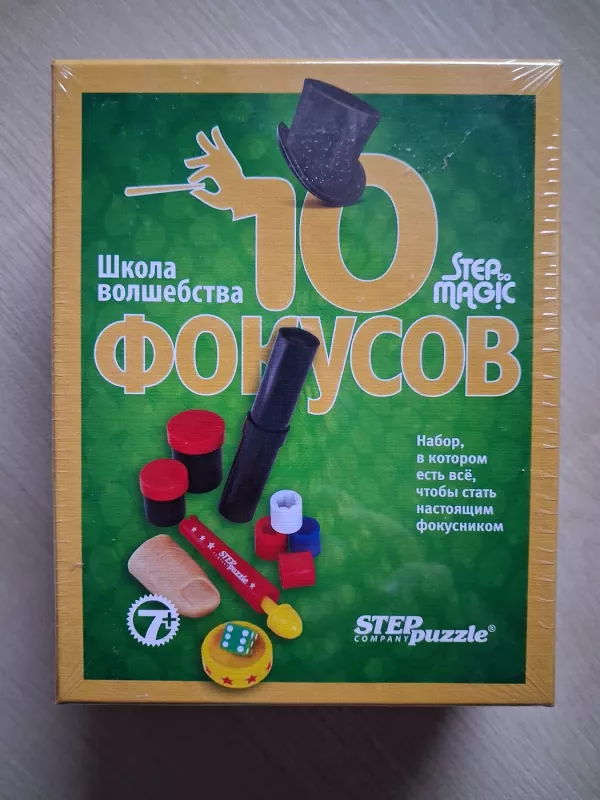 10
Школа
волшебства
STEP to
MAGIC
ФОКУСОВ
Набор,
в котором
есть всё,
чтобы стать
настоящим
фокусником
STEP
puzzle
7+
STEP puzzle®
COMPANY